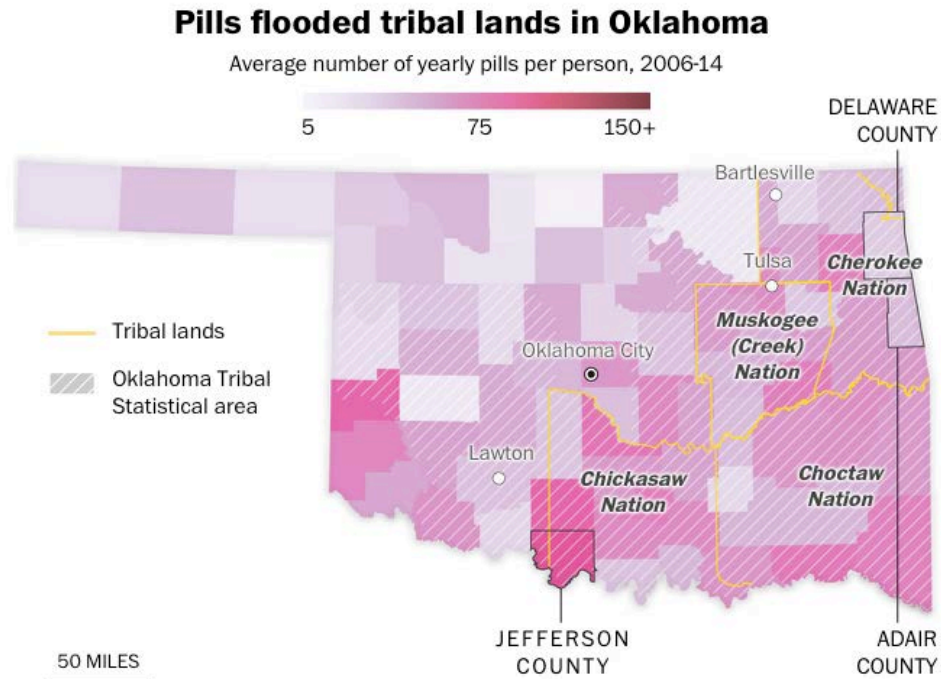 Pills flooded tribal lands in Oklahoma
Average number of yearly pills per person, 2006-14
5 75 150+
DELAWARE
COUNTY
Bartlesville
Tulsa
Cherokee
Nation
Muskogee
(Creek)
Nation
Tribal lands
Oklahoma Tribal
Statistical area
Oklahoma City
Lawton
Chickasaw
Nation
Choctaw
Nation
JEFFERSON
COUNTY
ADAIR
COUNTY
50 MILES